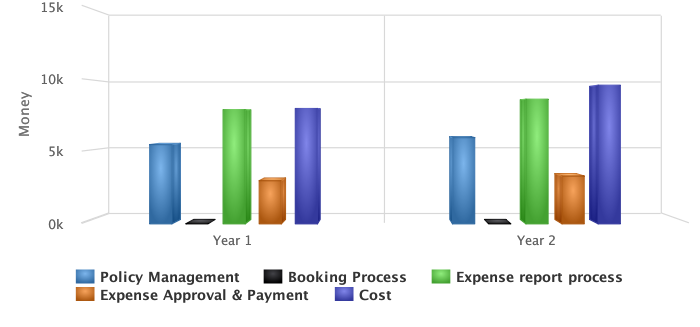 15k
10k
5k
0k
Money
Year 1
Year 2
Policy Management
Booking Process
Expense report process
Expense Approval & Payment
Cost